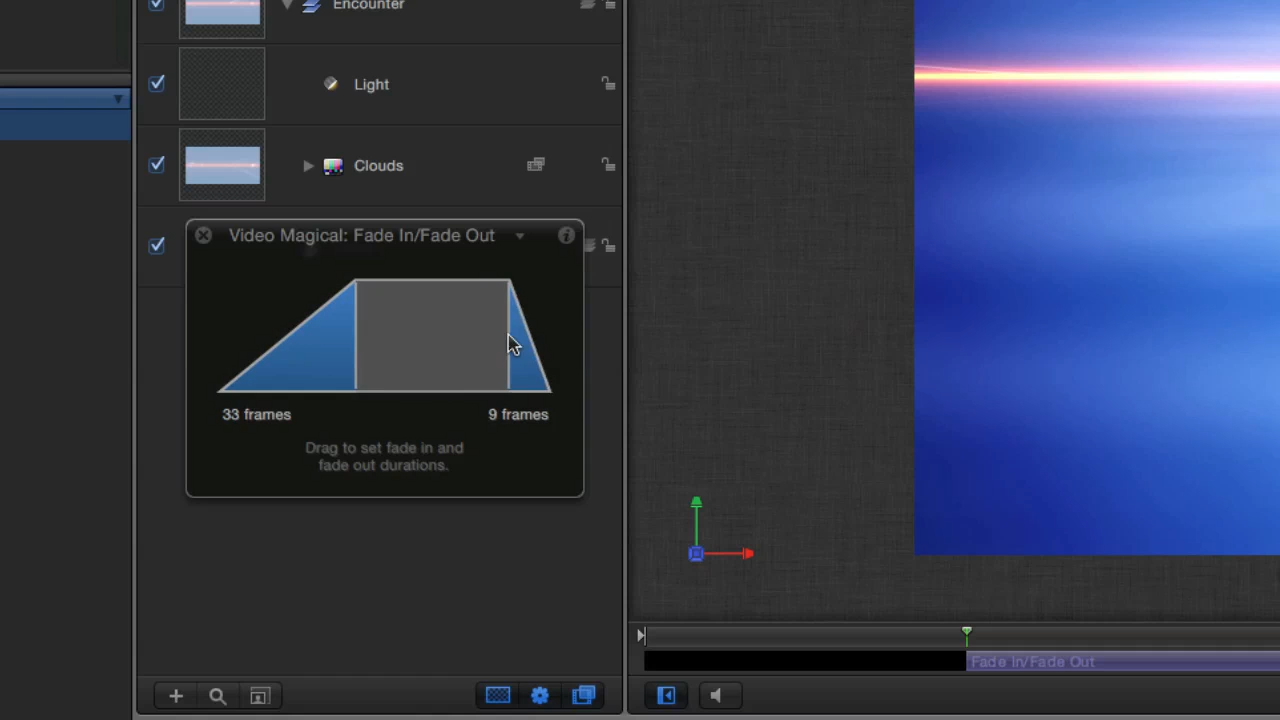 Encounter
Light
Clouds
Video Magical: Fade In/Fade Out
33 frames
9 frames
Drag to set fade in and
fade out durations.
Fade In/Fade Out